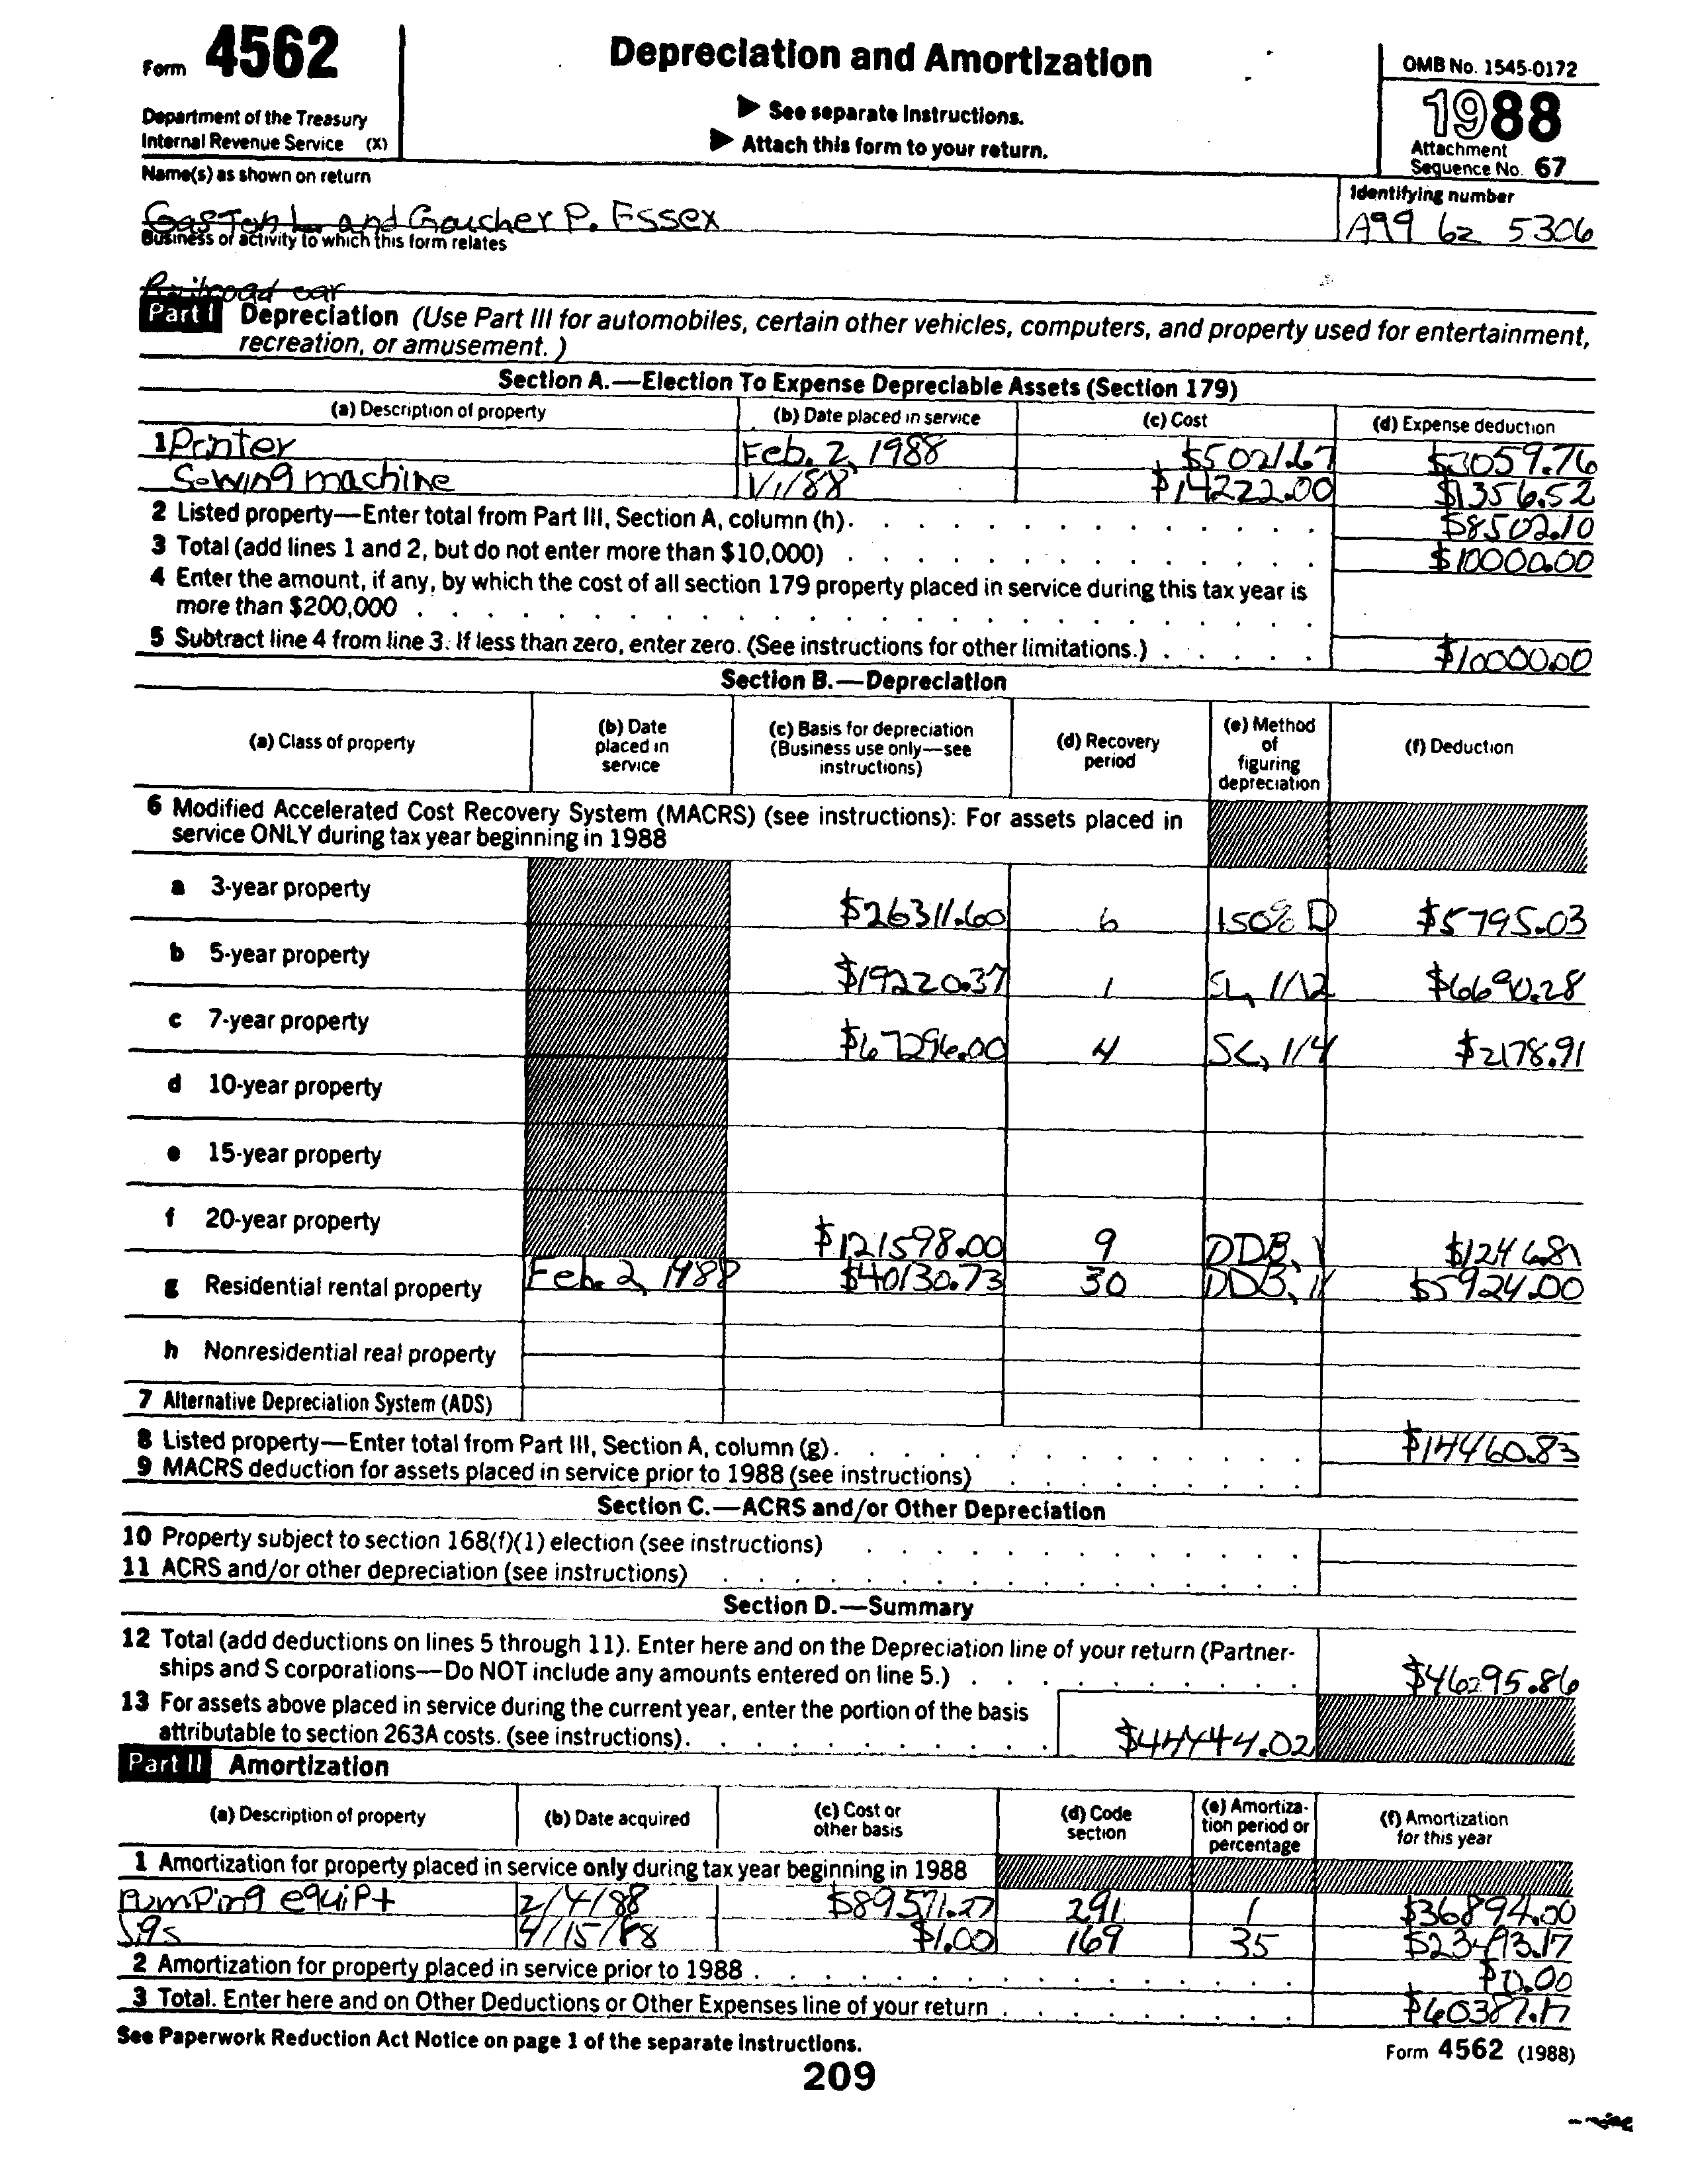 Form 4562
Department of the Treasury
Internal Revenue Service (X)
Depreciation and Amortization
▶ See separate Instructions.
▶ Attach this form to your return.
OMB No. 1545-0172
1988
Attachment
Sequence No. 67
Name(s) as shown on return
Gaston L. and Goucher P. Essex
Identifying number
A99 62 5306
Business or activity to which this form relates
Railroad car
Part I Depreciation (Use Part III for automobiles, certain other vehicles, computers, and property used for entertainment,
recreation, or amusement. )
Section A.—Election To Expense Depreciable Assets (Section 179)
(a) Description of property (b) Date placed in service (c) Cost (d) Expense deduction
1 Printer Feb. 2, 1988 $5021.67 $3059.76
Sewing machine 1/1/88 $14222.00 $1356.52
2 Listed property—Enter total from Part III, Section A, column (h). $8502.10
3 Total (add lines 1 and 2, but do not enter more than $10,000) $10000.00
4 Enter the amount, if any, by which the cost of all section 179 property placed in service during this tax year is
more than $200,000
5 Subtract line 4 from line 3. If less than zero, enter zero. (See instructions for other limitations.) $10000.00
Section B.—Depreciation
(a) Class of property (b) Date placed in service (c) Basis for depreciation (Business use only—see instructions) (d) Recovery period (e) Method of figuring depreciation (f) Deduction
6 Modified Accelerated Cost Recovery System (MACRS) (see instructions): For assets placed in
service ONLY during tax year beginning in 1988
a 3-year property $26311.60 6 150% D $5795.03
b 5-year property $19220.37 1 SL, 1/12 $6690.28
c 7-year property $67296.00 4 SL, 1/4 $2178.91
d 10-year property
e 15-year property
f 20-year property $121598.00 9 DDB, 1 $1246.81
g Residential rental property Feb. 2, 1988 $40130.73 30 DDB, 1/ $5924.00
h Nonresidential real property
7 Alternative Depreciation System (ADS)
8 Listed property—Enter total from Part III, Section A, column (g). $14460.83
9 MACRS deduction for assets placed in service prior to 1988 (see instructions)
Section C.—ACRS and/or Other Depreciation
10 Property subject to section 168(f)(1) election (see instructions)
11 ACRS and/or other depreciation (see instructions)
Section D.—Summary
12 Total (add deductions on lines 5 through 11). Enter here and on the Depreciation line of your return (Partner-
ships and S corporations—Do NOT include any amounts entered on line 5.) $46295.86
13 For assets above placed in service during the current year, enter the portion of the basis
attributable to section 263A costs. (see instructions). $44444.02
Part II Amortization
(a) Description of property (b) Date acquired (c) Cost or other basis (d) Code section (e) Amortiza-tion period or percentage (f) Amortization for this year
1 Amortization for property placed in service only during tax year beginning in 1988
Pumping equipt 2/4/88 $89571.27 291 1 $36894.00
4/15/88 $1.00 169 35 $23493.17
2 Amortization for property placed in service prior to 1988 $0.00
3 Total. Enter here and on Other Deductions or Other Expenses line of your return $60387.17
See Paperwork Reduction Act Notice on page 1 of the separate Instructions.
Form 4562 (1988)
209